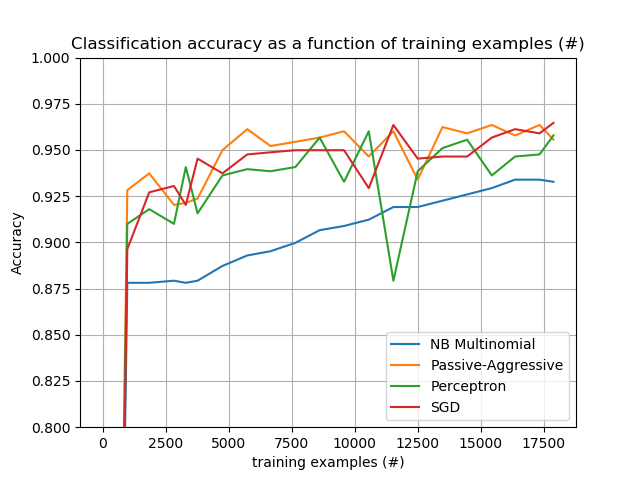 Classification accuracy as a function of training examples (#)
1.000
0.975
0.950
0.925
0.900
0.875
0.850
0.825
0.800
Accuracy
NB Multinomial
Passive-Aggressive
Perceptron
SGD
0 2500 5000 7500 10000 12500 15000 17500
training examples (#)